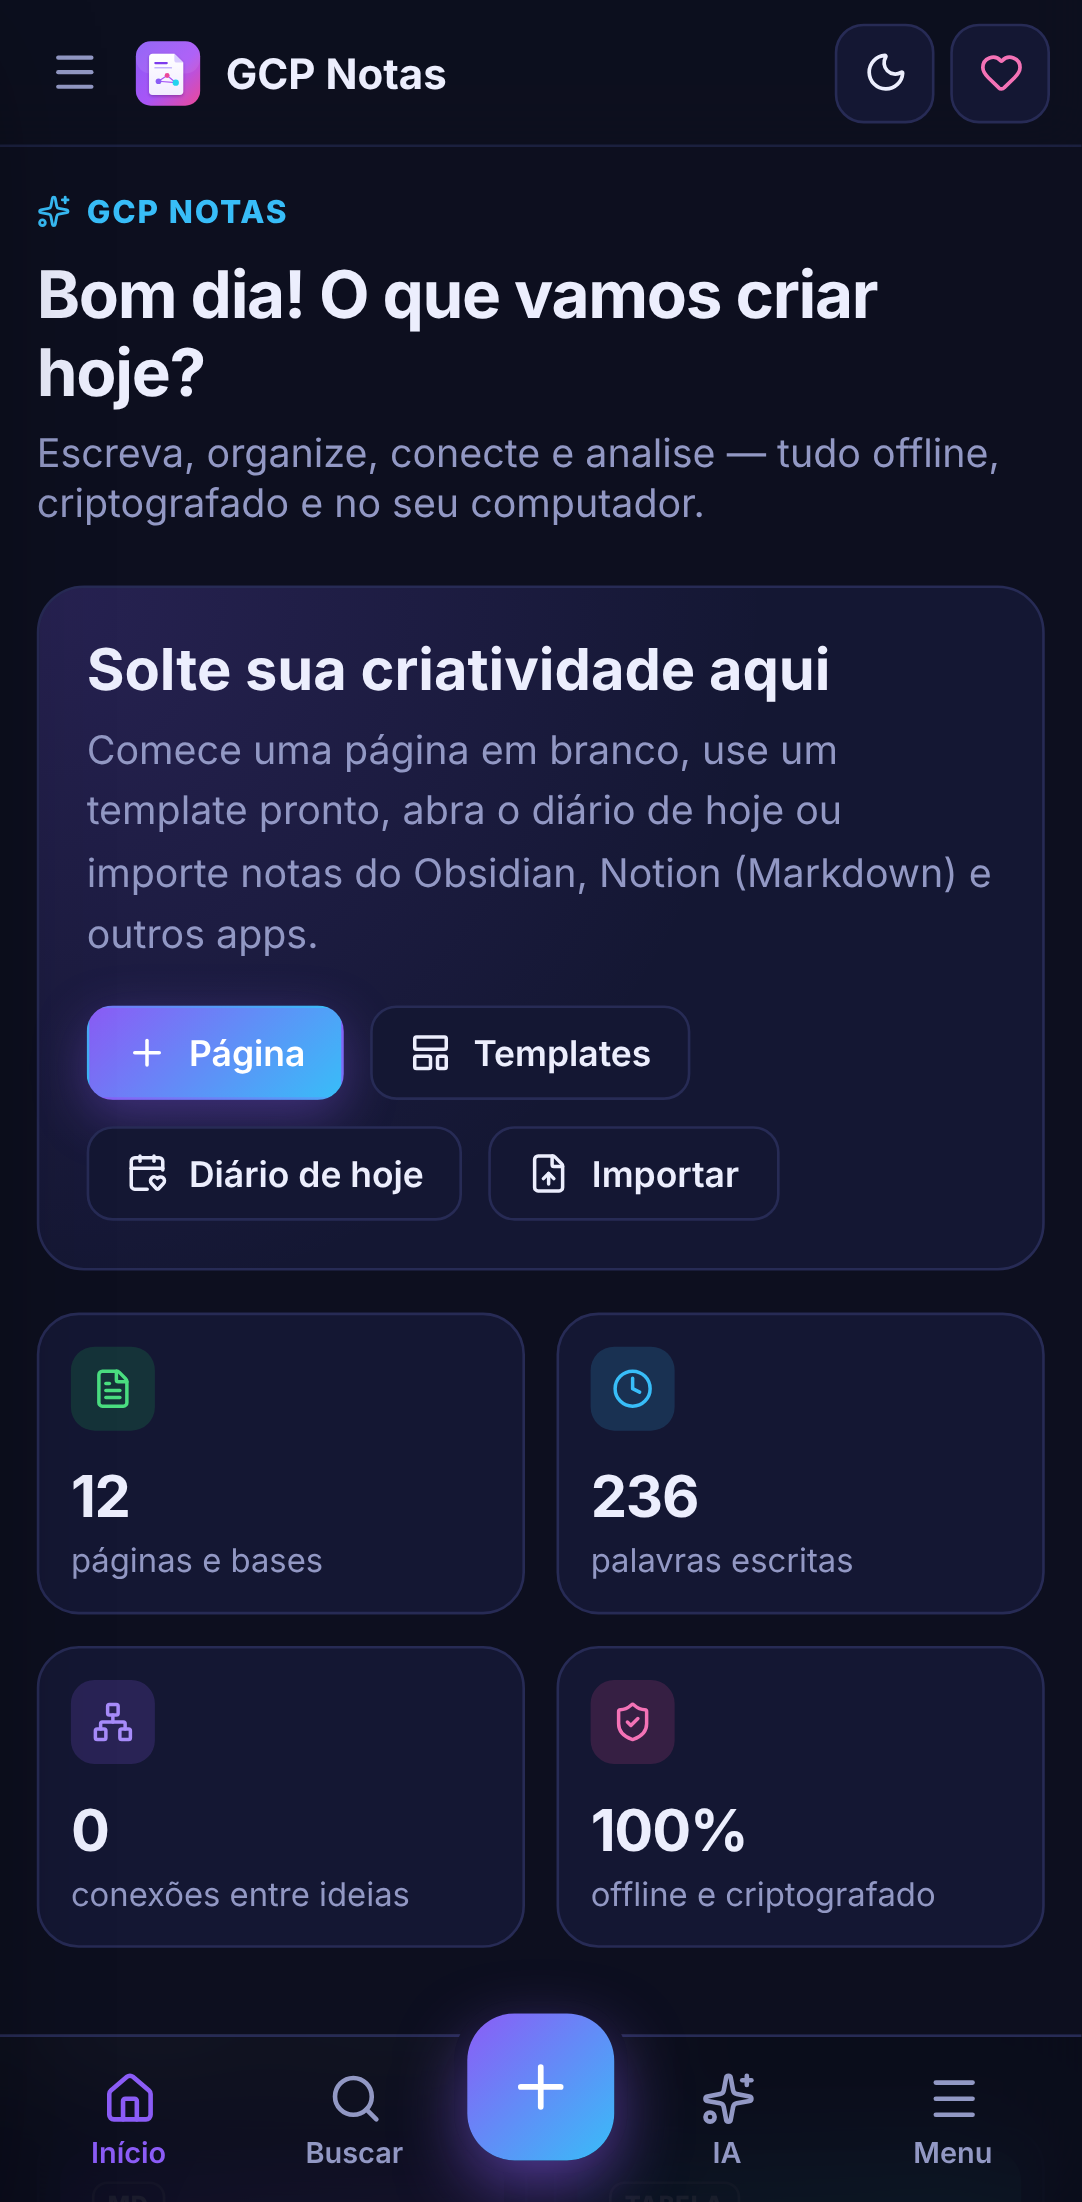 GCP Notas
GCP NOTAS
Bom dia! O que vamos criar
hoje?
Escreva, organize, conecte e analise — tudo offline,
criptografado e no seu computador.
Solte sua criatividade aqui
Comece uma página em branco, use um
template pronto, abra o diário de hoje ou
importe notas do Obsidian, Notion (Markdown) e
outros apps.
Página
Templates
Diário de hoje
Importar
12
páginas e bases
236
palavras escritas
0
conexões entre ideias
100%
offline e criptografado
Início
Buscar
IA
Menu